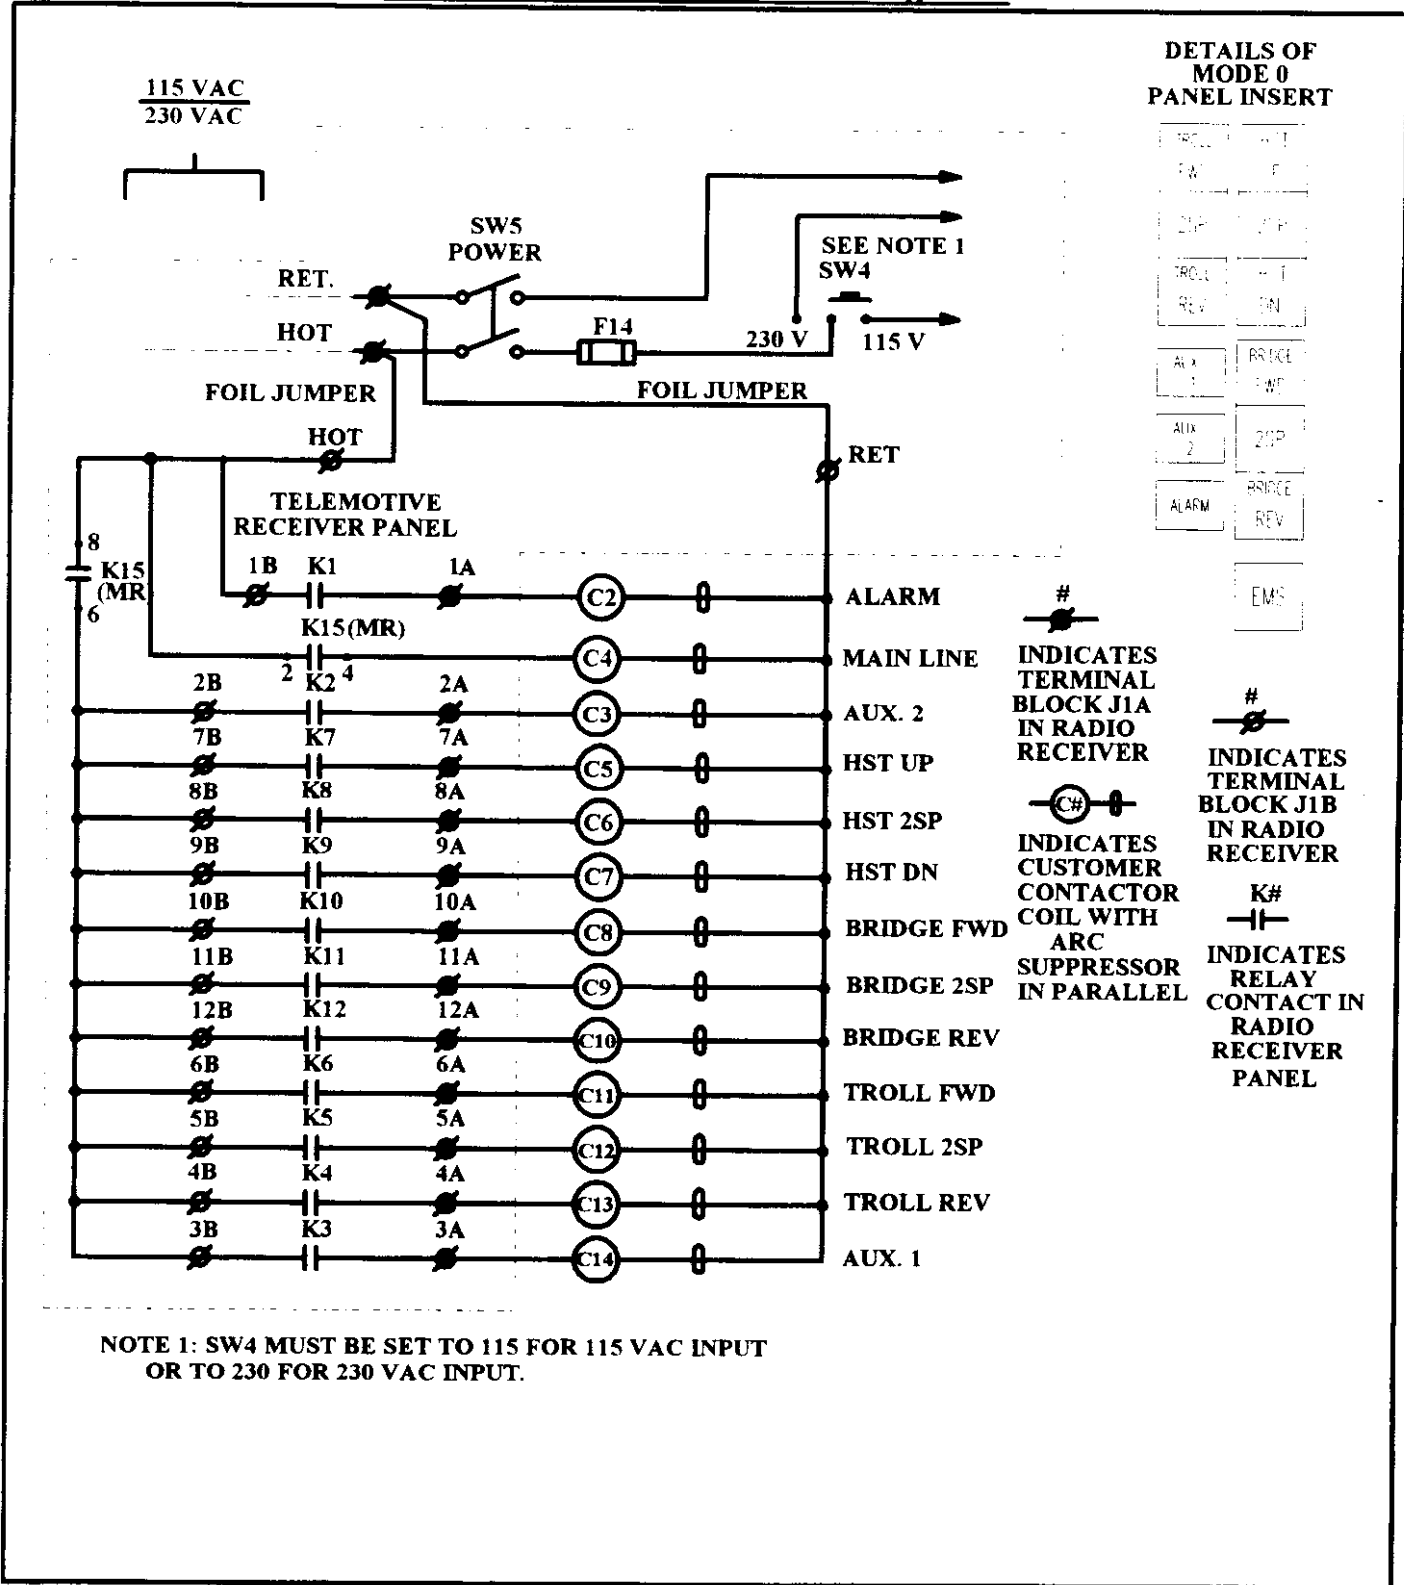 DETAILS OF
MODE 0
PANEL INSERT
115 VAC
230 VAC
TROLL
REV
DN
2SP
AUX
1
BRIDGE
AUX
2
2SP
ALARM
BRIDGE
REV
EMS
SW5
POWER
SEE NOTE 1
SW4
RET.
HOT
F14
230 V
115 V
FOIL JUMPER
FOIL JUMPER
HOT
RET
TELEMOTIVE
RECEIVER PANEL
8
K15
(MR
6
1B K1 1A C2 ALARM
K15(MR)
2 4 C4 MAIN LINE
2B K2 2A C3 AUX. 2
7B K7 7A C5 HST UP
8B K8 8A C6 HST 2SP
9B K9 9A C7 HST DN
10B K10 10A C8 BRIDGE FWD
11B K11 11A C9 BRIDGE 2SP
12B K12 12A C10 BRIDGE REV
6B K6 6A C11 TROLL FWD
5B K5 5A C12 TROLL 2SP
4B K4 4A C13 TROLL REV
3B K3 3A C14 AUX. 1
#
INDICATES
TERMINAL
BLOCK J1A
IN RADIO
RECEIVER
C#
INDICATES
CUSTOMER
CONTACTOR
COIL WITH
ARC
SUPPRESSOR
IN PARALLEL
#
INDICATES
TERMINAL
BLOCK J1B
IN RADIO
RECEIVER
K#
INDICATES
RELAY
CONTACT IN
RADIO
RECEIVER
PANEL
NOTE 1: SW4 MUST BE SET TO 115 FOR 115 VAC INPUT
OR TO 230 FOR 230 VAC INPUT.